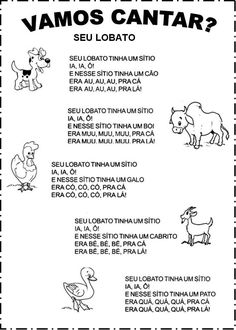 VAMOS CANTAR?
SEU LOBATO
SEU LOBATO TINHA UM SÍTIO
IA, IA, Ô!
E NESSE SÍTIO TINHA UM CÃO
ERA AU, AU, AU, PRA CÁ
ERA AU, AU, AU, PRA LÁ!
SEU LOBATO TINHA UM SÍTIO
IA, IA, Ô!
E NESSE SÍTIO TINHA UM BOI
ERA MUU, MUU, MUU, PRA CÁ
ERA MUU. MUU. MUU. PRA LÁ!
SEU LOBATO TINHA UM SÍTIO
IA, IA, Ô!
E NESSE SÍTIO TINHA UM GALO
ERA CÓ, CÓ, CÓ, PRA CÁ
ERA CÓ, CÓ, CÓ, PRA LÁ!
SEU LOBATO TINHA UM SÍTIO
IA, IA, Ô!
E NESSE SÍTIO TINHA UM CABRITO
ERA BÉ, BÉ, BÉ, PRA CÁ
ERA BÉ, BÉ, BÉ, PRA LÁ!
SEU LOBATO TINHA UM SÍTIO
IA, IA, Ô!
E NESSE SÍTIO TINHA UM PATO
ERA QUÁ, QUÁ, QUÁ, PRA CÁ
ERA QUÁ, QUÁ, QUÁ, PRA LÁ!